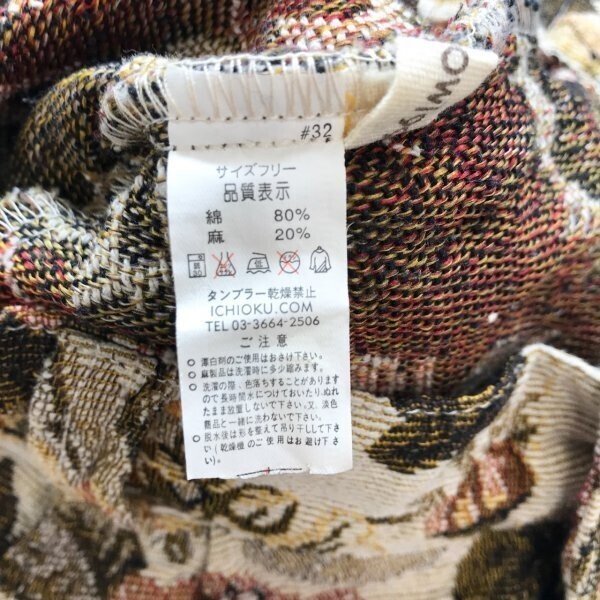 SIMO
#32
サイズフリー
品質表示
綿 80%
麻 20%
低
タンブラー乾燥禁止
ICHIOKU.COM
TEL 03-3664-2506
ご注意
○ 漂白剤のご使用はおさけ下さい。
○ 麻製品は洗濯時に多少縮みます。
○ 洗濯の際、色落ちすることがあります
ので長時間水につけておいたり、ぬれ
たまま放置しないで下さい。又、淡色
商品と一緒に洗わないで下さい。
○ 脱水後は形を整えて吊り干しして下さ
い(乾燥機のご使用はお避け下さ
い)。